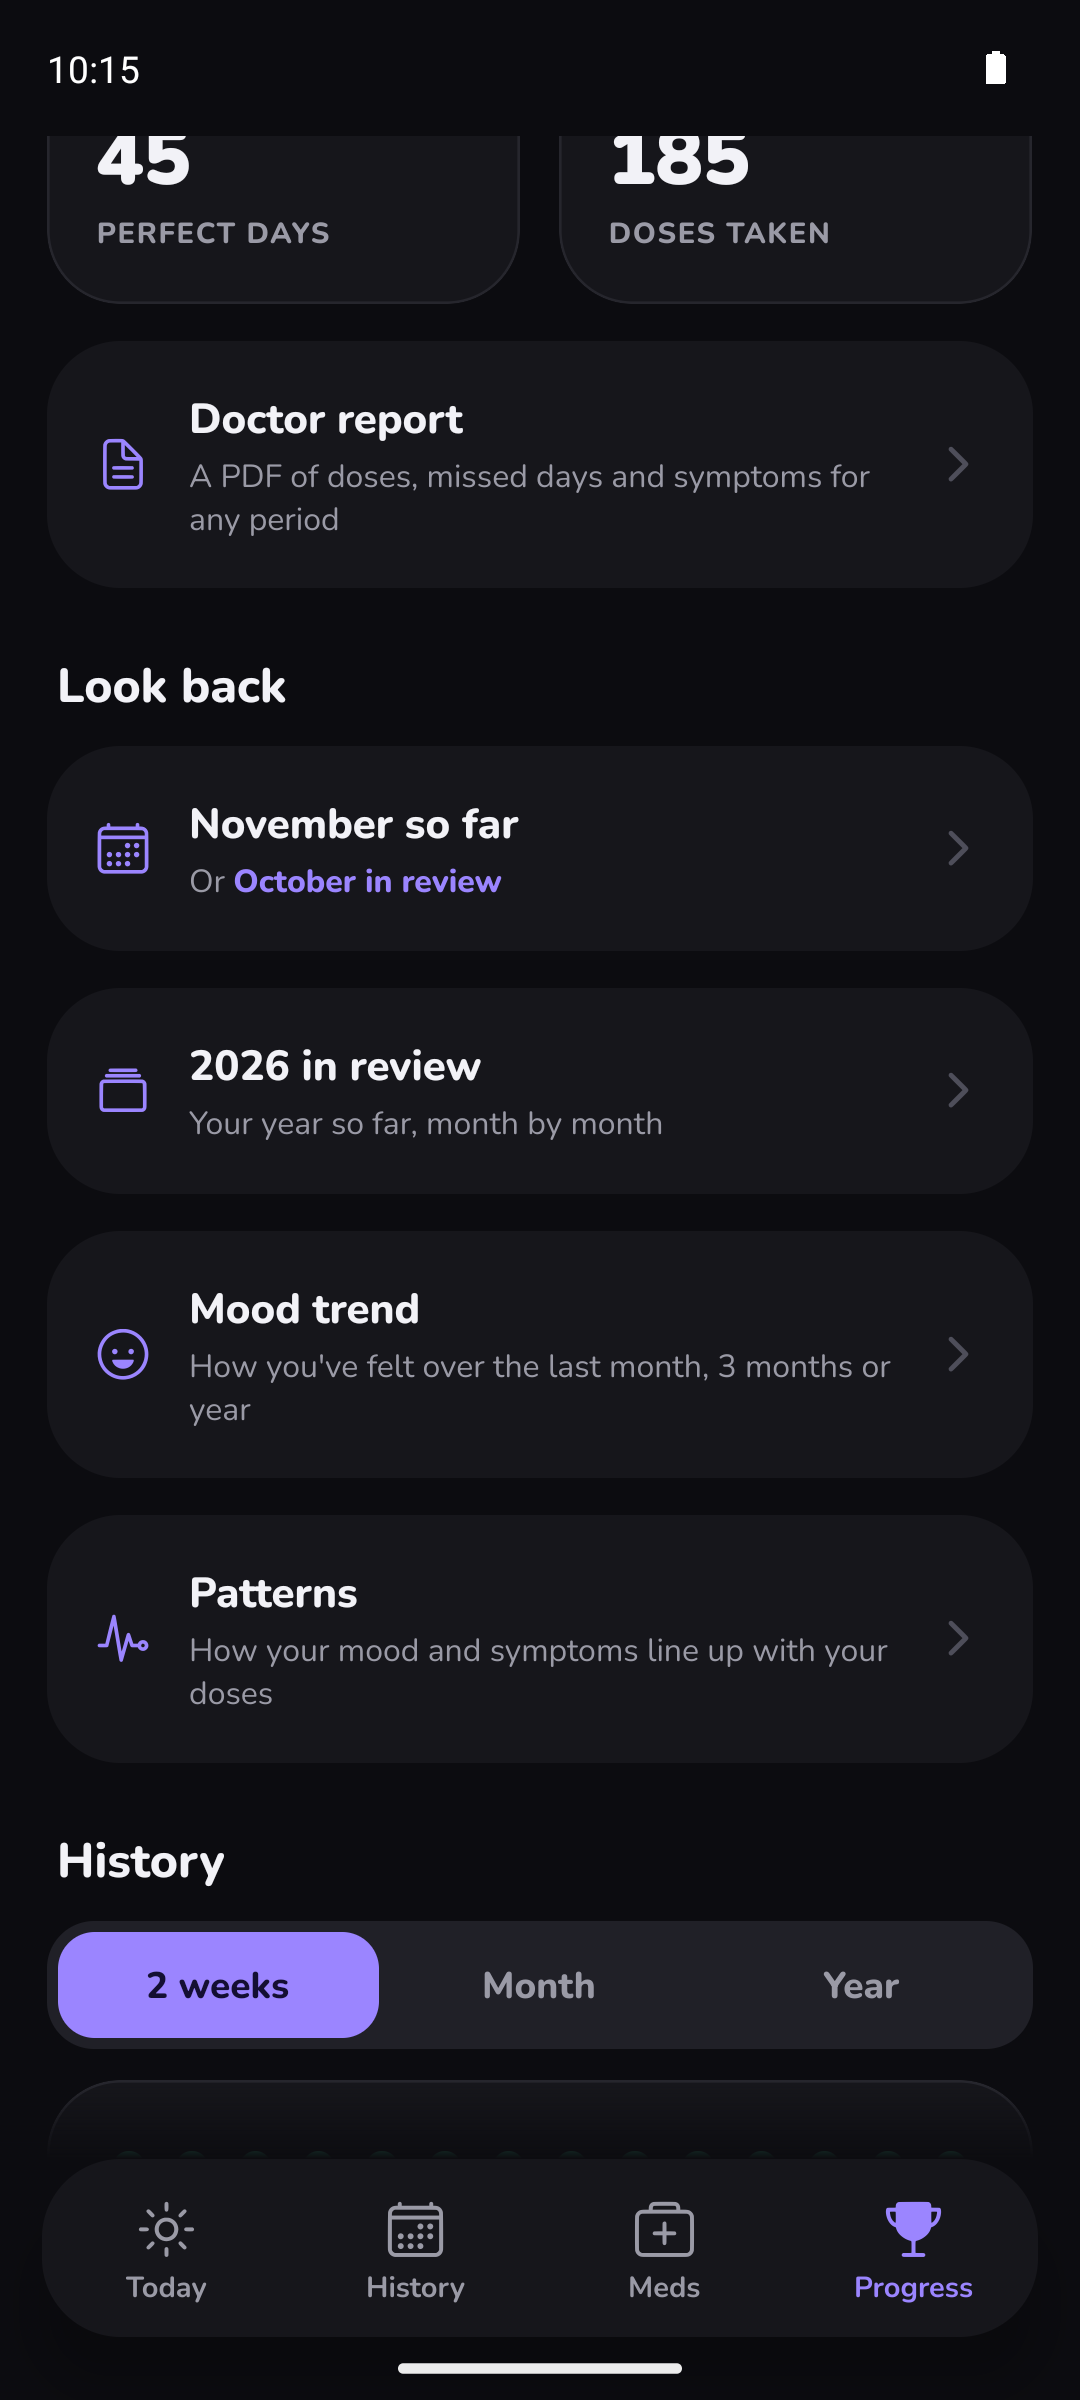 10:15
45
PERFECT DAYS
185
DOSES TAKEN
Doctor report
A PDF of doses, missed days and symptoms for
any period
Look back
November so far
Or October in review
2026 in review
Your year so far, month by month
Mood trend
How you've felt over the last month, 3 months or
year
Patterns
How your mood and symptoms line up with your
doses
History
2 weeks
Month
Year
Today
History
Meds
Progress